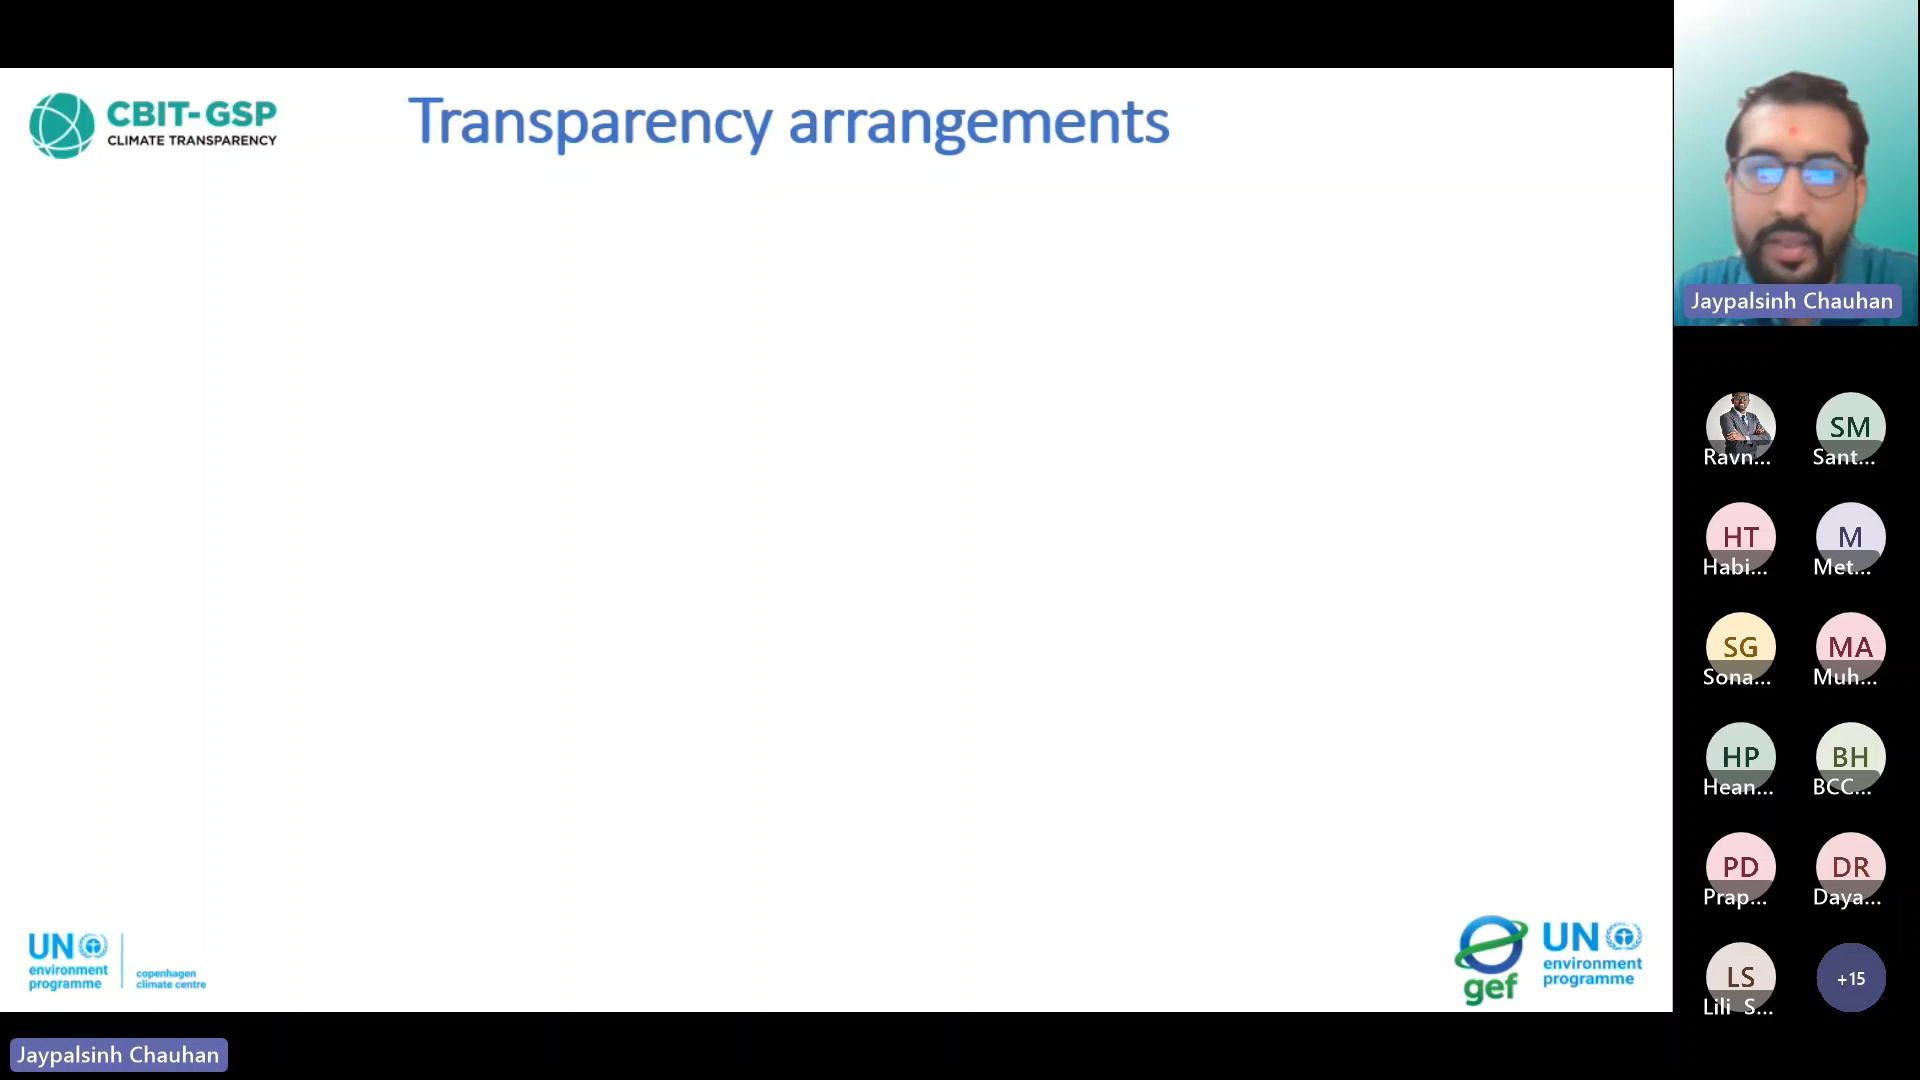 CBIT-GSP
CLIMATE TRANSPARENCY
Transparency arrangements
Jaypalsinh Chauhan
Ravn...
SM
Sant...
HT
Habi...
M
Met...
SG
Sona...
MA
Muh...
HP
Hean...
BH
BCC...
PD
Prap...
DR
Daya...
LS
Lili S...
+15
UN
environment
programme
copenhagen
climate centre
gef
UN
environment
programme
Jaypalsinh Chauhan